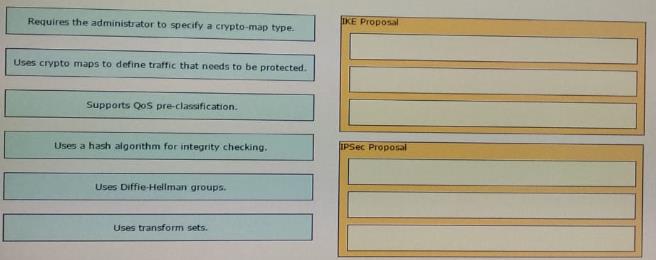 Requires the administrator to specify a crypto-map type.
Uses crypto maps to define traffic that needs to be protected.
Supports QoS pre-classification.
Uses a hash algorithm for integrity checking.
Uses Diffie-Hellman groups.
Uses transform sets.
IKE Proposal
IPSec Proposal